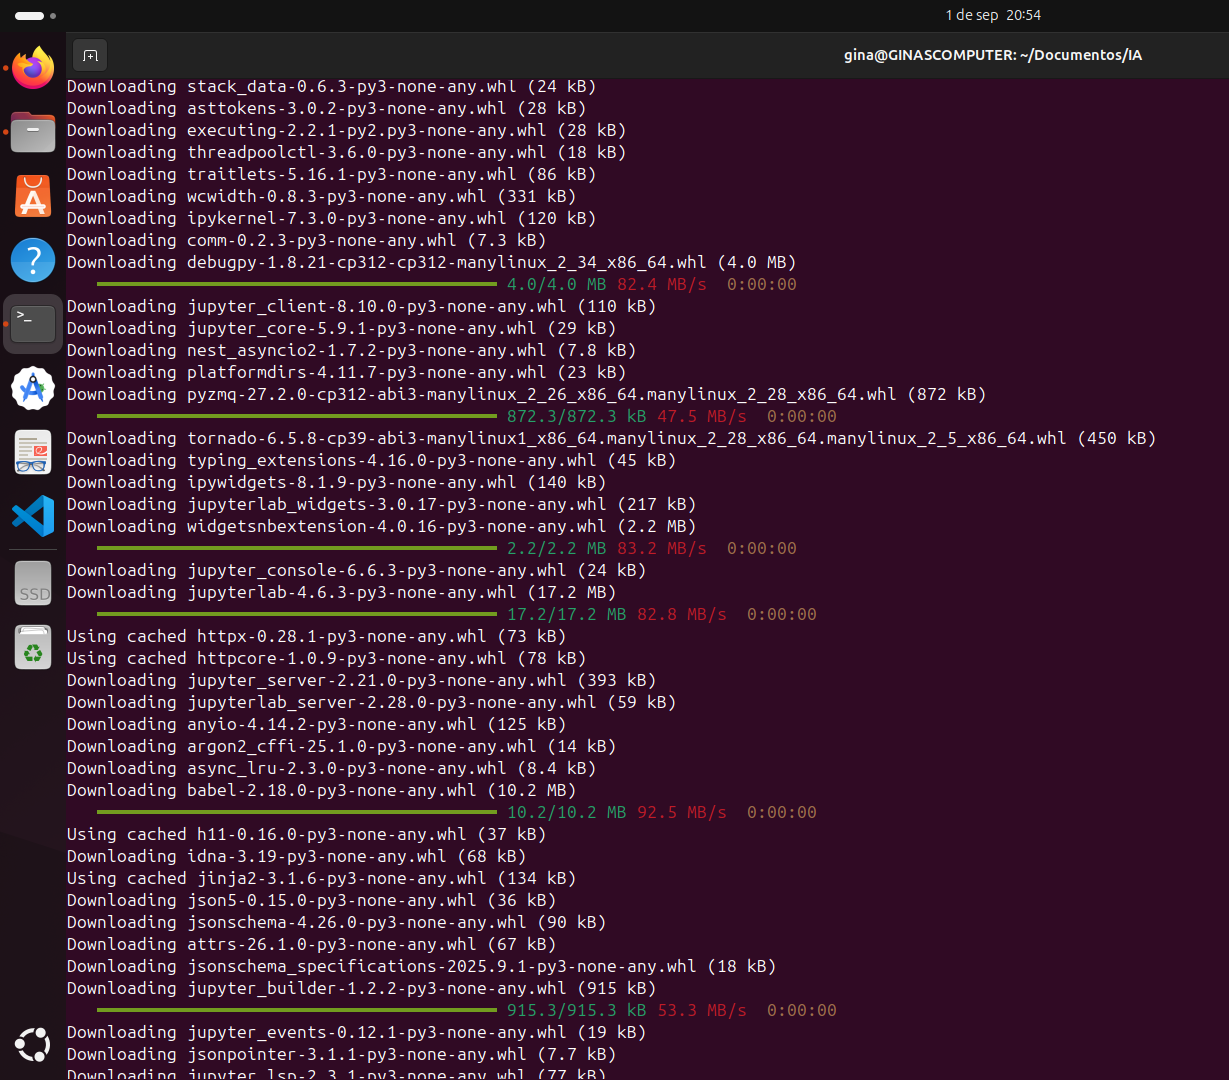 1 de sep 20:54
gina@GINASCOMPUTER: ~/Documentos/IA
Downloading stack_data-0.6.3-py3-none-any.whl (24 kB)
Downloading asttokens-3.0.2-py3-none-any.whl (28 kB)
Downloading executing-2.2.1-py2.py3-none-any.whl (28 kB)
Downloading threadpoolctl-3.6.0-py3-none-any.whl (18 kB)
Downloading traitlets-5.16.1-py3-none-any.whl (86 kB)
Downloading wcwidth-0.8.3-py3-none-any.whl (331 kB)
Downloading ipykernel-7.3.0-py3-none-any.whl (120 kB)
Downloading comm-0.2.3-py3-none-any.whl (7.3 kB)
Downloading debugpy-1.8.21-cp312-cp312-manylinux_2_34_x86_64.whl (4.0 MB)
4.0/4.0 MB 82.4 MB/s 0:00:00
Downloading jupyter_client-8.10.0-py3-none-any.whl (110 kB)
Downloading jupyter_core-5.9.1-py3-none-any.whl (29 kB)
Downloading nest_asyncio2-1.7.2-py3-none-any.whl (7.8 kB)
Downloading platformdirs-4.11.7-py3-none-any.whl (23 kB)
Downloading pyzmq-27.2.0-cp312-abi3-manylinux_2_26_x86_64.manylinux_2_28_x86_64.whl (872 kB)
872.3/872.3 kB 47.5 MB/s 0:00:00
Downloading tornado-6.5.8-cp39-abi3-manylinux1_x86_64.manylinux_2_28_x86_64.manylinux_2_5_x86_64.whl (450 kB)
Downloading typing_extensions-4.16.0-py3-none-any.whl (45 kB)
Downloading ipywidgets-8.1.9-py3-none-any.whl (140 kB)
Downloading jupyterlab_widgets-3.0.17-py3-none-any.whl (217 kB)
Downloading widgetsnbextension-4.0.16-py3-none-any.whl (2.2 MB)
2.2/2.2 MB 83.2 MB/s 0:00:00
Downloading jupyter_console-6.6.3-py3-none-any.whl (24 kB)
Downloading jupyterlab-4.6.3-py3-none-any.whl (17.2 MB)
17.2/17.2 MB 82.8 MB/s 0:00:00
Using cached httpx-0.28.1-py3-none-any.whl (73 kB)
Using cached httpcore-1.0.9-py3-none-any.whl (78 kB)
Downloading jupyter_server-2.21.0-py3-none-any.whl (393 kB)
Downloading jupyterlab_server-2.28.0-py3-none-any.whl (59 kB)
Downloading anyio-4.14.2-py3-none-any.whl (125 kB)
Downloading argon2_cffi-25.1.0-py3-none-any.whl (14 kB)
Downloading async_lru-2.3.0-py3-none-any.whl (8.4 kB)
Downloading babel-2.18.0-py3-none-any.whl (10.2 MB)
10.2/10.2 MB 92.5 MB/s 0:00:00
Using cached h11-0.16.0-py3-none-any.whl (37 kB)
Downloading idna-3.19-py3-none-any.whl (68 kB)
Using cached jinja2-3.1.6-py3-none-any.whl (134 kB)
Downloading json5-0.15.0-py3-none-any.whl (36 kB)
Downloading jsonschema-4.26.0-py3-none-any.whl (90 kB)
Downloading attrs-26.1.0-py3-none-any.whl (67 kB)
Downloading jsonschema_specifications-2025.9.1-py3-none-any.whl (18 kB)
Downloading jupyter_builder-1.2.2-py3-none-any.whl (915 kB)
915.3/915.3 kB 53.3 MB/s 0:00:00
Downloading jupyter_events-0.12.1-py3-none-any.whl (19 kB)
Downloading jsonpointer-3.1.1-py3-none-any.whl (7.7 kB)
Downloading jupyter_lsp-2.3.1-py3-none-any.whl (77 kB)
SSD